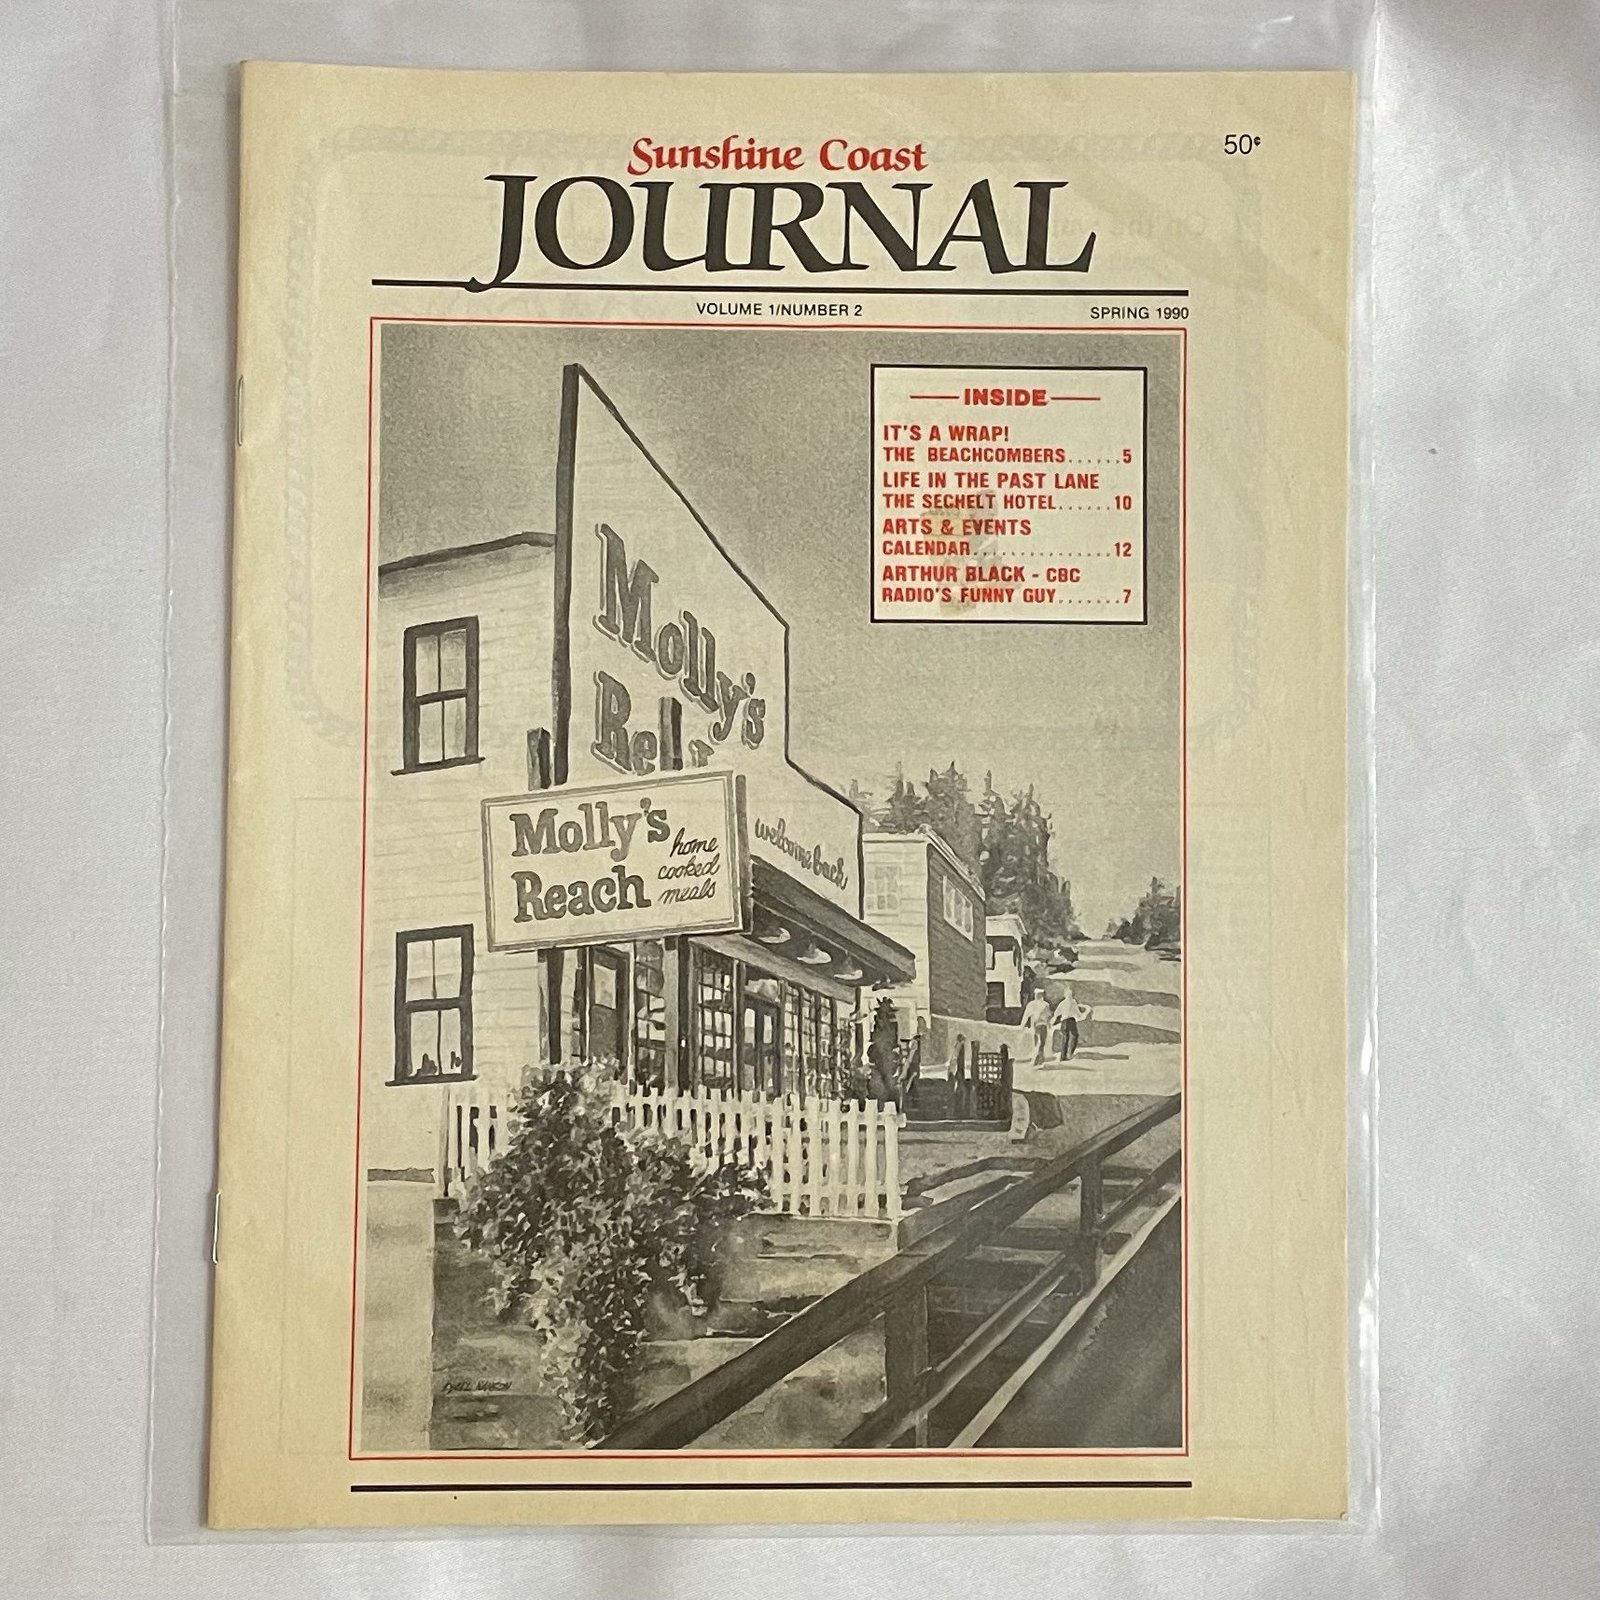 50¢
Sunshine Coast
JOURNAL
VOLUME 1/NUMBER 2
SPRING 1990
INSIDE
IT'S A WRAP!
THE BEACHCOMBERS......5
LIFE IN THE PAST LANE
THE SECHELT HOTEL......10
ARTS & EVENTS
CALENDAR................12
ARTHUR BLACK - CBC
RADIO'S FUNNY GUY.......7
Molly's
Molly's
Reach
home
cooked
meals
welcome back